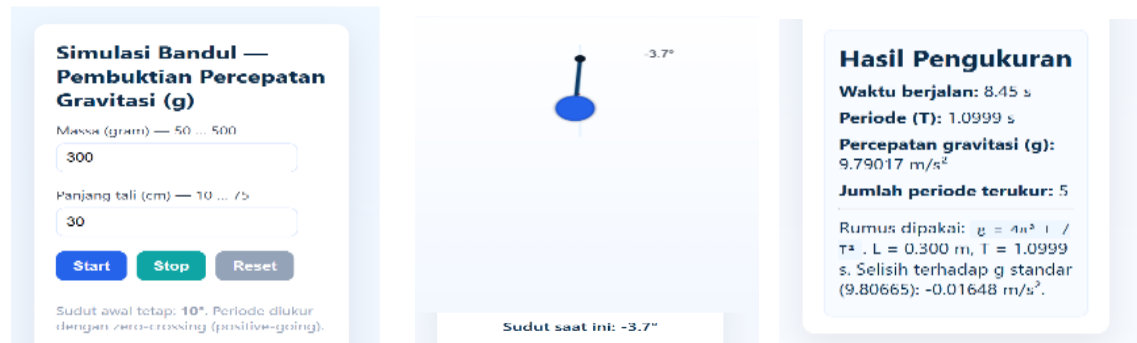 Simulasi Bandul —
Pembuktian Percepatan
Gravitasi (g)
Massa (gram) — 50 ... 500
300
Panjang tali (cm) — 10 ... 75
30
Start Stop Reset
Sudut awal tetap: 10°. Periode diukur
dengan zero-crossing (positive-going).
-3.7°
Sudut saat ini: -3.7°
Hasil Pengukuran
Waktu berjalan: 8.45 s
Periode (T): 1.0999 s
Percepatan gravitasi (g):
9.79017 m/s²
Jumlah periode terukur: 5
Rumus dipakai: g = 4π² L /
T² . L = 0.300 m, T = 1.0999
s. Selisih terhadap g standar
(9.80665): -0.01648 m/s².